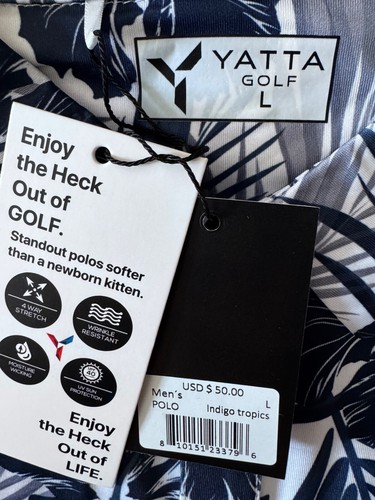 YATTA
GOLF
L
Enjoy
the Heck
Out of
GOLF.
Standout polos softer
than a newborn kitten.
4 WAY
STRETCH
WRINKLE
RESISTANT
MOISTURE
WICKING
40
UV SUN
PROTECTION
Enjoy
the Heck
Out of
LIFE.
USD $ 50.00
Men´s L
POLO Indigo tropics
8 10151 23379 6